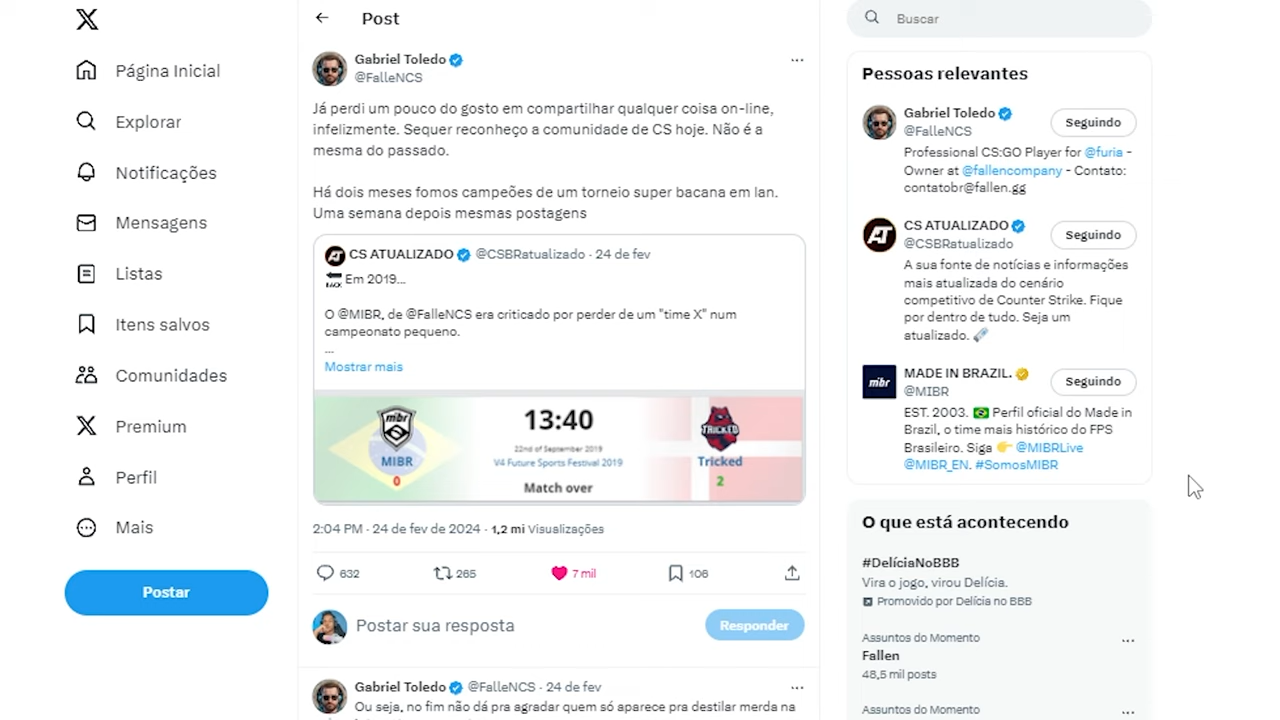 Página Inicial
Explorar
Notificações
Mensagens
Listas
Itens salvos
Comunidades
Premium
Perfil
Mais
Postar
Post
Gabriel Toledo
@FalleNCS
Já perdi um pouco do gosto em compartilhar qualquer coisa on-line,
infelizmente. Sequer reconheço a comunidade de CS hoje. Não é a
mesma do passado.
Há dois meses fomos campeões de um torneio super bacana em lan.
Uma semana depois mesmas postagens
CS ATUALIZADO @CSBRatualizado · 24 de fev
BACK Em 2019...
O @MIBR, de @FalleNCS era criticado por perder de um "time X" num
campeonato pequeno.
...
Mostrar mais
mibr
MIBR
0
13:40
22nd of September 2019
V4 Future Sports Festival 2019
Match over
TRICKED
Tricked
2
2:04 PM · 24 de fev de 2024 · 1,2 mi Visualizações
632
265
7 mil
106
Postar sua resposta
Responder
Gabriel Toledo @FalleNCS · 24 de fev
Ou seja, no fim não dá pra agradar quem só aparece pra destilar merda na
Buscar
Pessoas relevantes
Gabriel Toledo
@FalleNCS
Seguindo
Professional CS:GO Player for @furia -
Owner at @fallencompany - Contato:
contatobr@fallen.gg
AT
CS ATUALIZADO
@CSBRatualizado
Seguindo
A sua fonte de notícias e informações
mais atualizada do cenário
competitivo de Counter Strike. Fique
por dentro de tudo. Seja um
atualizado. 🗞️
mibr
MADE IN BRAZIL.
@MIBR
Seguindo
EST. 2003. 🇧🇷 Perfil oficial do Made in
Brazil, o time mais histórico do FPS
Brasileiro. Siga 👉 @MIBRLive
@MIBR_EN. #SomosMIBR
O que está acontecendo
#DelíciaNoBBB
Vira o jogo, virou Delícia.
Promovido por Delícia no BBB
Assuntos do Momento
Fallen
48,5 mil posts
Assuntos do Momento